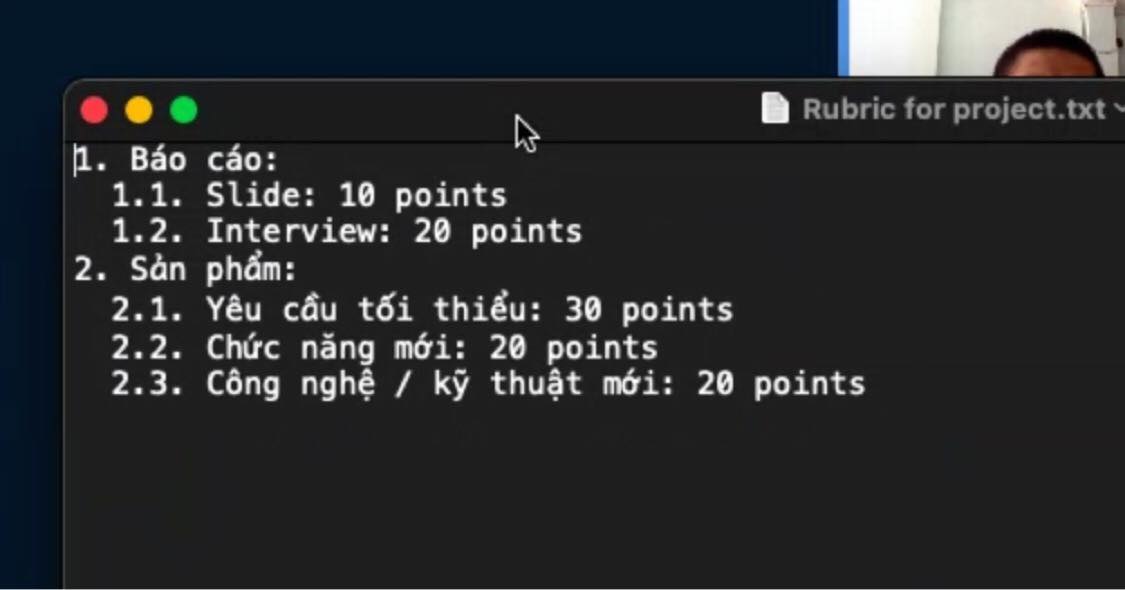 Rubric for project.txt
1. Báo cáo:
1.1. Slide: 10 points
1.2. Interview: 20 points
2. Sản phẩm:
2.1. Yêu cầu tối thiểu: 30 points
2.2. Chức năng mới: 20 points
2.3. Công nghệ / kỹ thuật mới: 20 points